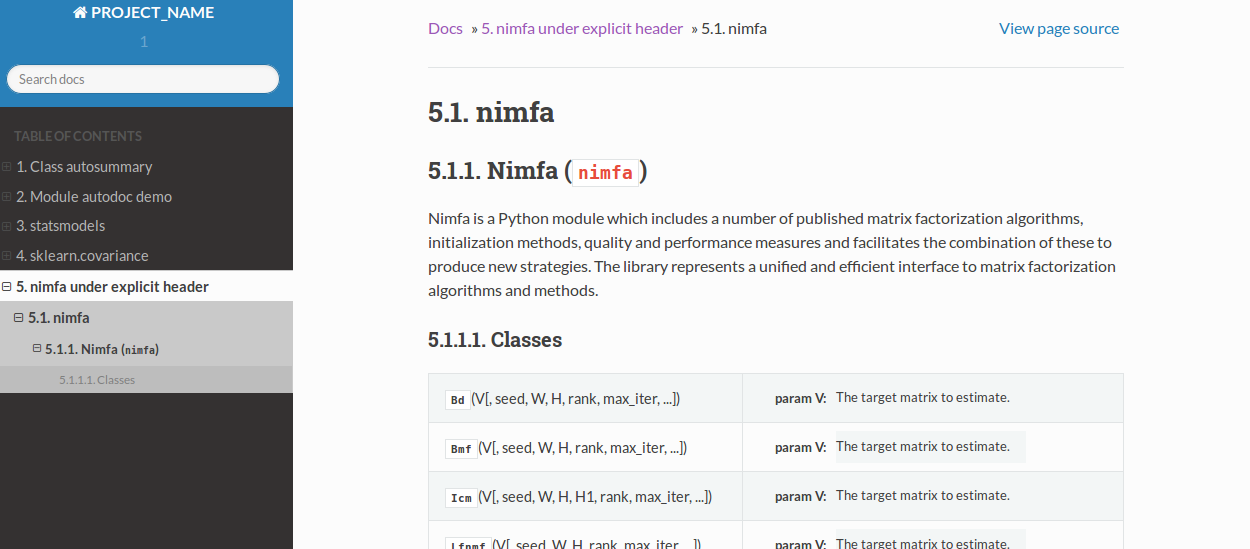 PROJECT_NAME
1
Search docs
TABLE OF CONTENTS
1. Class autosummary
2. Module autodoc demo
3. statsmodels
4. sklearn.covariance
5. nimfa under explicit header
5.1. nimfa
5.1.1. Nimfa (nimfa)
5.1.1.1. Classes
Docs » 5. nimfa under explicit header » 5.1. nimfa
View page source
5.1. nimfa
5.1.1. Nimfa (nimfa)
Nimfa is a Python module which includes a number of published matrix factorization algorithms,
initialization methods, quality and performance measures and facilitates the combination of these to
produce new strategies. The library represents a unified and efficient interface to matrix factorization
algorithms and methods.
5.1.1.1. Classes
Bd(V[, seed, W, H, rank, max_iter, ...]) param V: The target matrix to estimate.
Bmf(V[, seed, W, H, rank, max_iter, ...]) param V: The target matrix to estimate.
Icm(V[, seed, W, H, H1, rank, max_iter, ...]) param V: The target matrix to estimate.
Lfnmf(V[, seed, W, H, rank, max_iter, ...]) param V: The target matrix to estimate.